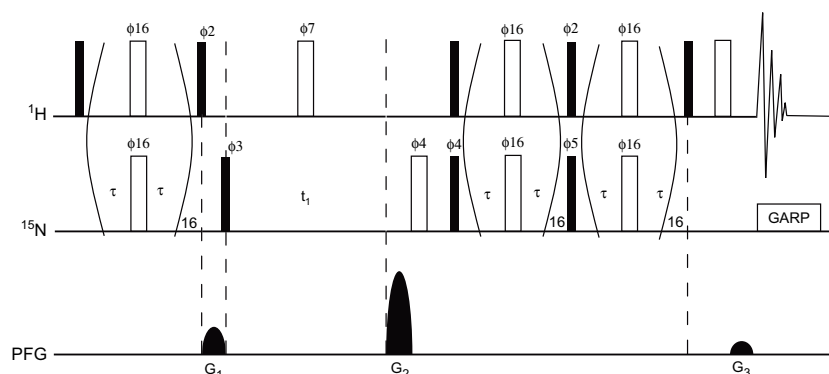 ϕ16 ϕ2 ϕ7 ϕ16 ϕ2 ϕ16
¹H
ϕ16 ϕ3 ϕ4 ϕ4 ϕ16 ϕ5 ϕ16
τ τ t₁ τ τ τ τ
16 16 16
GARP
¹⁵N
PFG
G₁ G₂ G₃